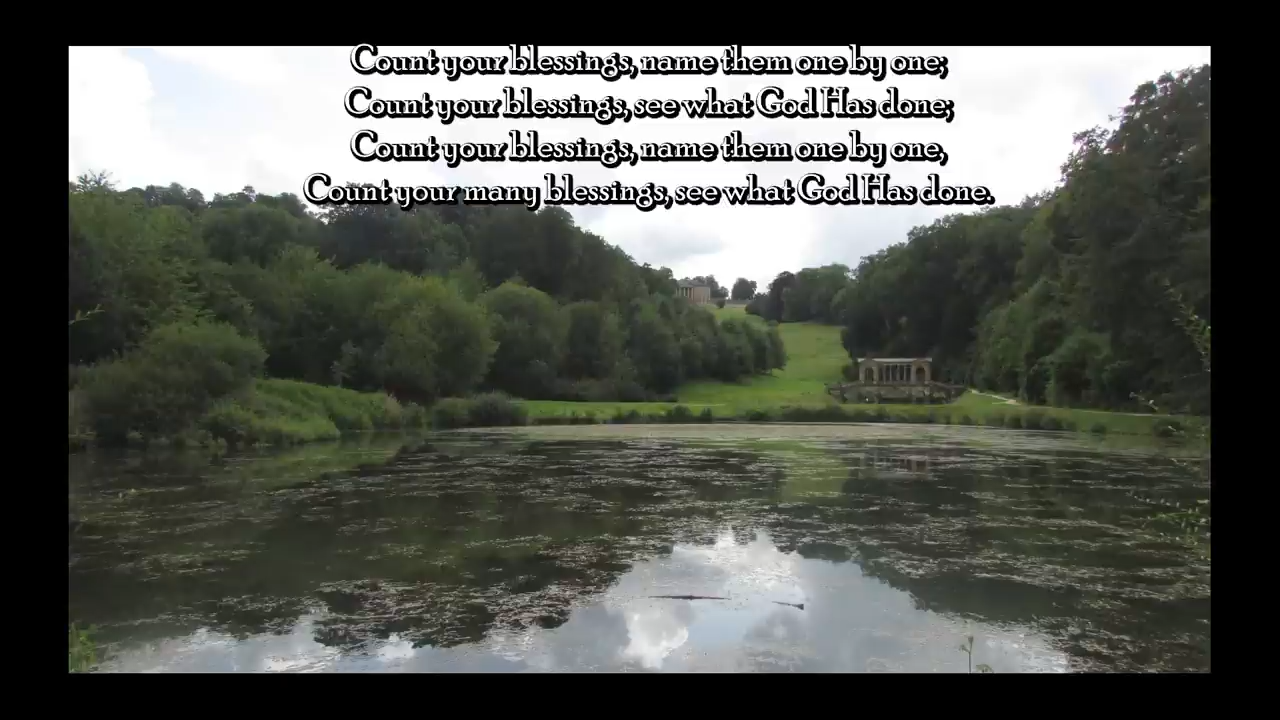 Count your blessings, name them one by one;
Count your blessings, see what God Has done;
Count your blessings, name them one by one,
Count your many blessings, see what God Has done.